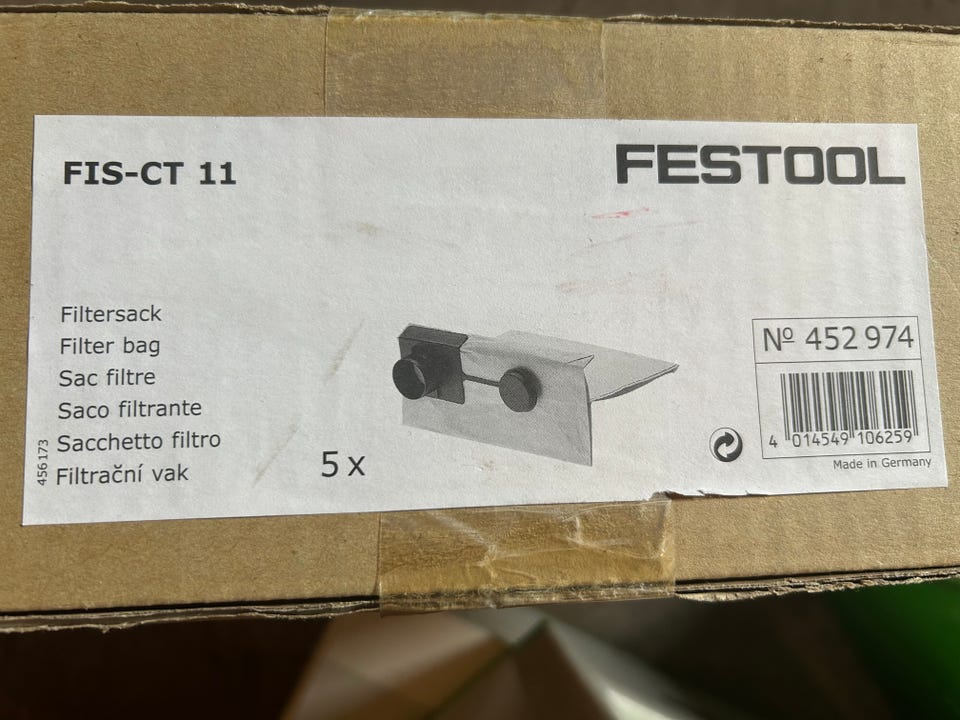 FIS-CT 11
FESTOOL
Filtersack
Filter bag
Sac filtre
Saco filtrante
Sacchetto filtro
Filtrační vak
456173
5 x
Nº 452 974
4 014549 106259
Made in Germany